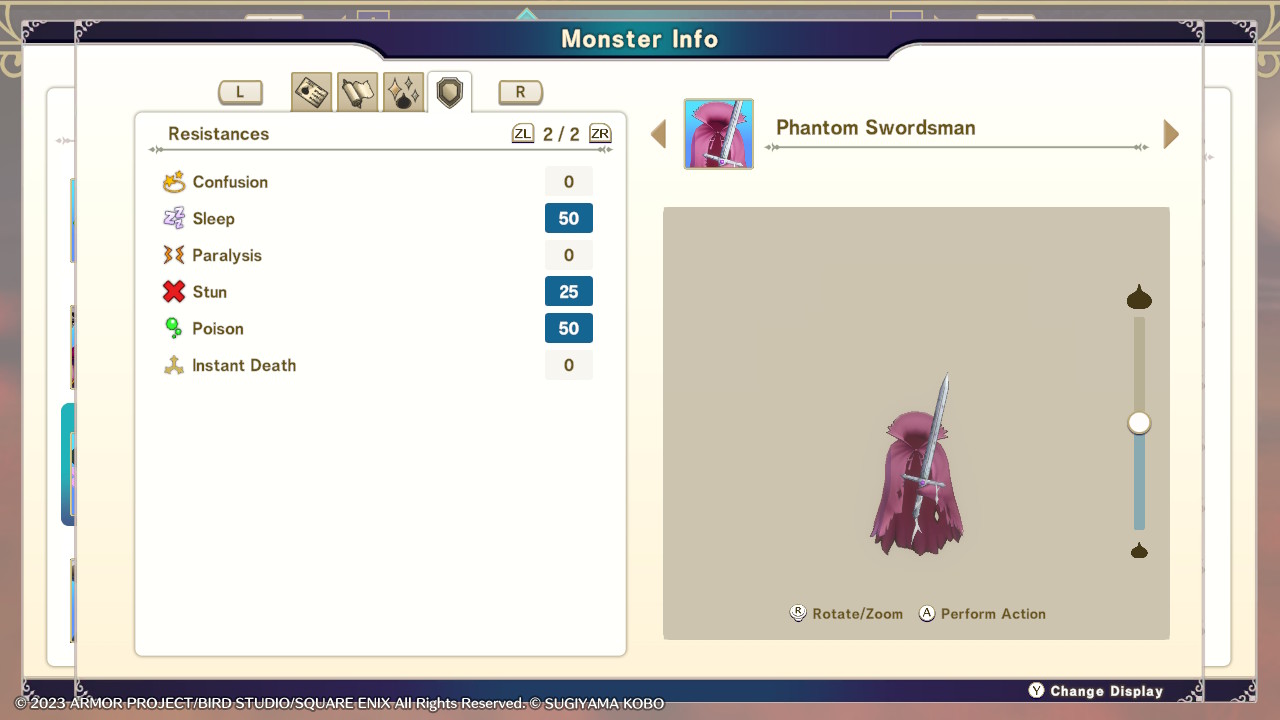 Monster Info
L
R
Resistances
ZL 2 / 2 ZR
Confusion 0
Sleep 50
Paralysis 0
Stun 25
Poison 50
Instant Death 0
Phantom Swordsman
R Rotate/Zoom A Perform Action
Y Change Display
© 2023 ARMOR PROJECT/BIRD STUDIO/SQUARE ENIX All Rights Reserved. © SUGIYAMA KOBO